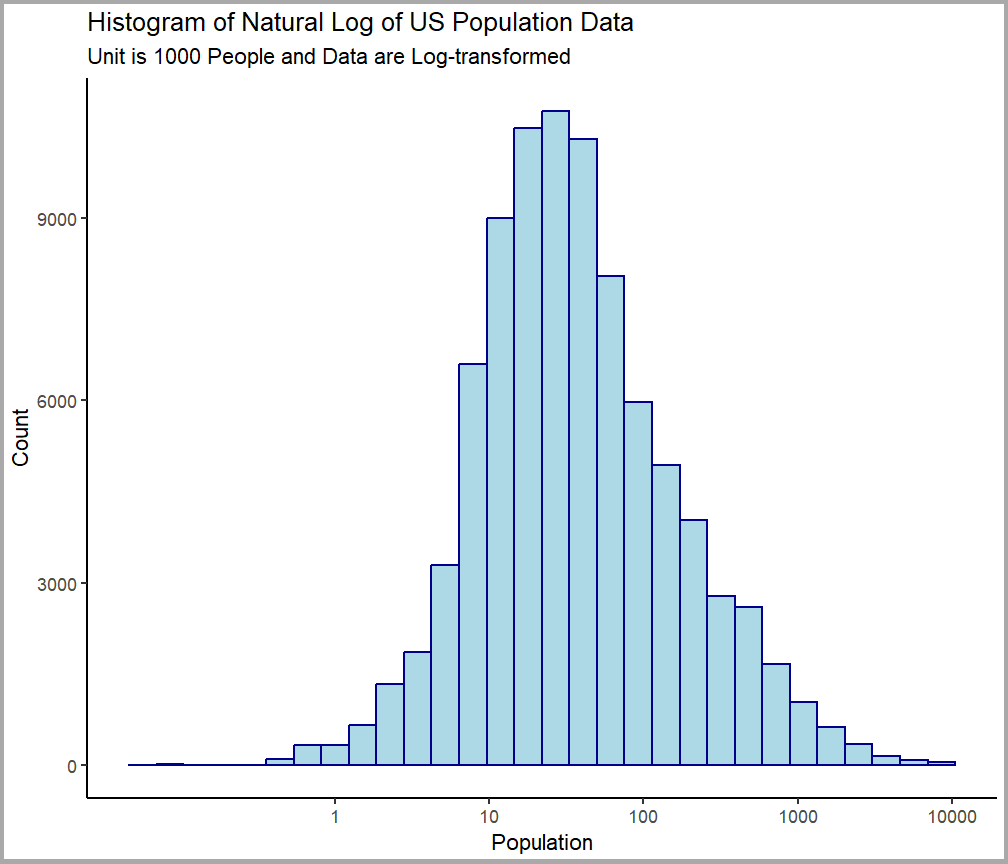 Histogram of Natural Log of US Population Data
Unit is 1000 People and Data are Log-transformed
Count
9000
6000
3000
0
1 10 100 1000 10000
Population